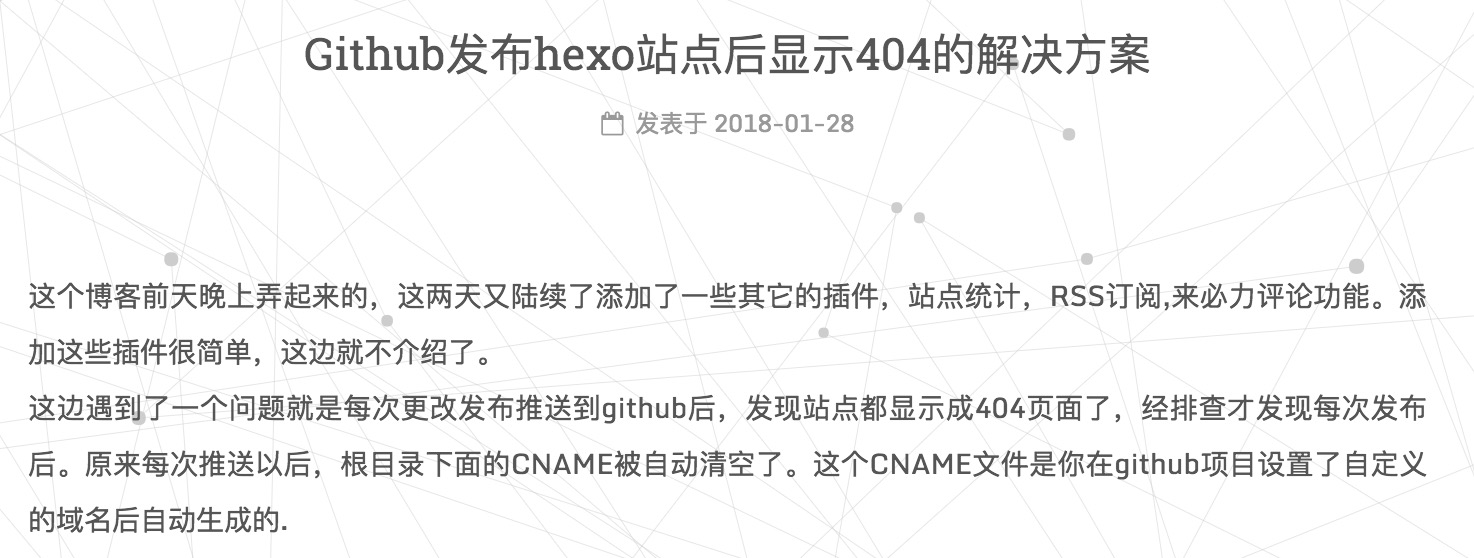 Github发布hexo站点后显示404的解决方案
发表于 2018-01-28
这个博客前天晚上弄起来的，这两天又陆续了添加了一些其它的插件，站点统计，RSS订阅,来必力评论功能。添
加这些插件很简单，这边就不介绍了。
这边遇到了一个问题就是每次更改发布推送到github后，发现站点都显示成404页面了，经排查才发现每次发布
后。原来每次推送以后，根目录下面的CNAME被自动清空了。这个CNAME文件是你在github项目设置了自定义
的域名后自动生成的.